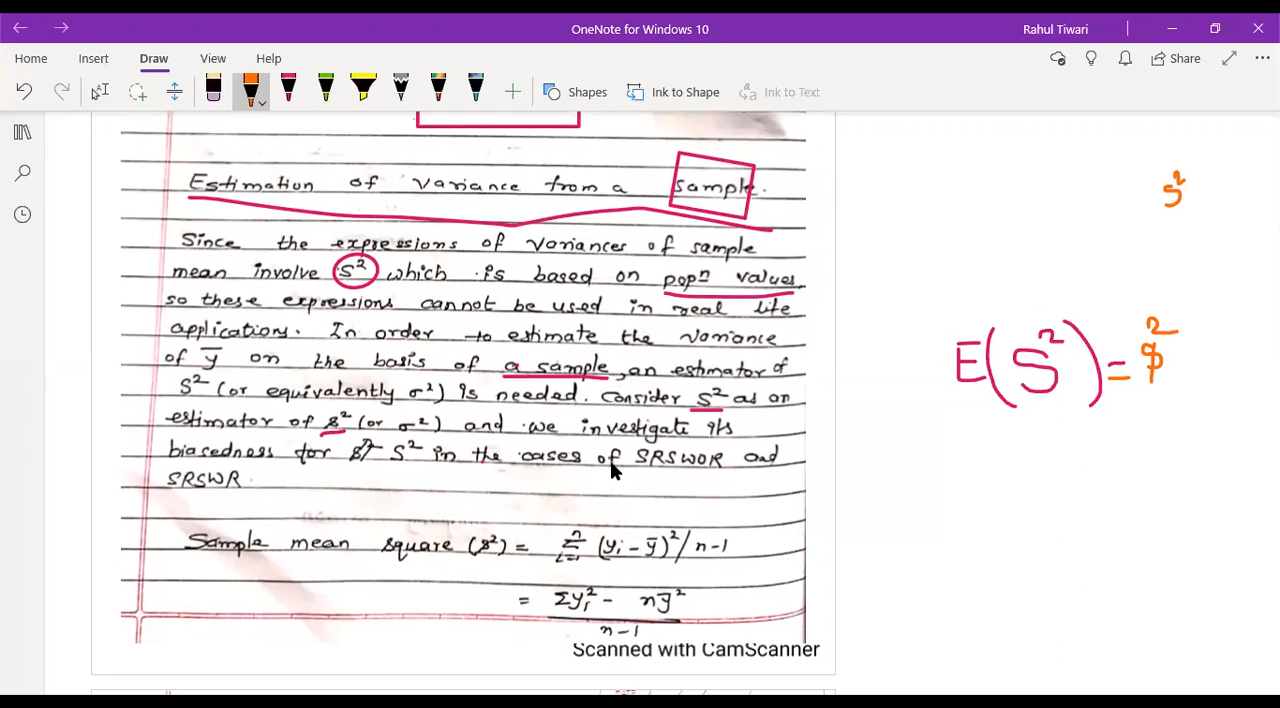 OneNote for Windows 10
Rahul Tiwari
Home Insert Draw View Help
Share
Shapes Ink to Shape Ink to Text
Estimation of variance from a sample.
Since the expressions of variances of sample
mean involve S² which is based on popⁿ values
so these expressions cannot be used in real life
applications. In order to estimate the variance
of ȳ on the basis of a sample, an estimator of
S² (or equivalently σ²) is needed. Consider s² as an
estimator of s² (or σ²) and we investigate its
biasedness for S² in the cases of SRSWOR and
SRSWR.
Sample mean square (s²) = Σ (yi - ȳ)² / n-1
n
i=1
= Σyi² - nȳ²
n-1
Scanned with CamScanner
s²
E(S²) = S²